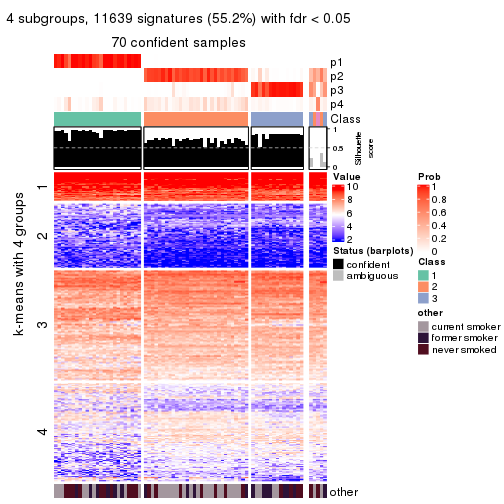 4 subgroups, 11639 signatures (55.2%) with fdr < 0.05
70 confident samples
p1
p2
p3
p4
Class
1
0.5
0
Silhouette
score
k-means with 4 groups
1
2
3
4
other
Value
10
8
6
4
2
Status (barplots)
confident
ambiguous
Prob
1
0.8
0.6
0.4
0.2
0
Class
1
2
3
other
current smoker
former smoker
never smoked